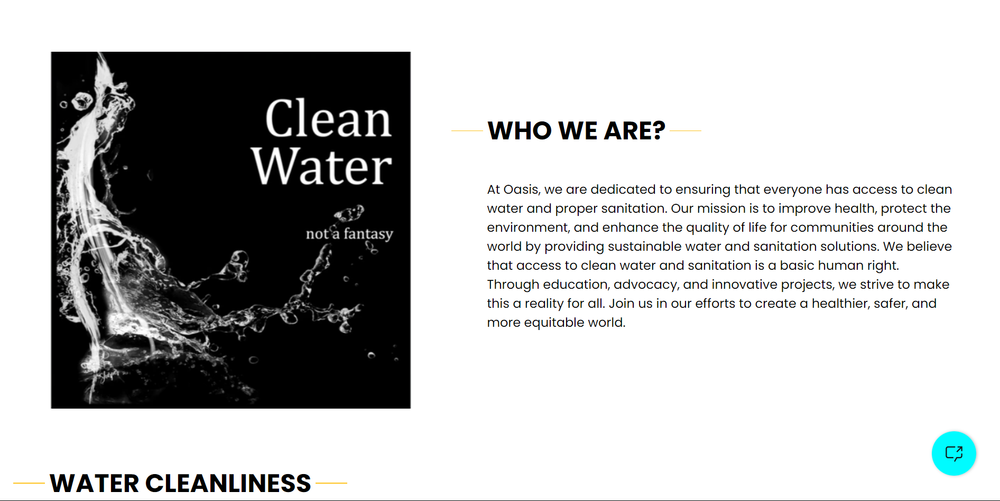 Clean
Water
not a fantasy
WHO WE ARE?
At Oasis, we are dedicated to ensuring that everyone has access to clean
water and proper sanitation. Our mission is to improve health, protect the
environment, and enhance the quality of life for communities around the
world by providing sustainable water and sanitation solutions. We believe
that access to clean water and sanitation is a basic human right.
Through education, advocacy, and innovative projects, we strive to make
this a reality for all. Join us in our efforts to create a healthier, safer, and
more equitable world.
WATER CLEANLINESS